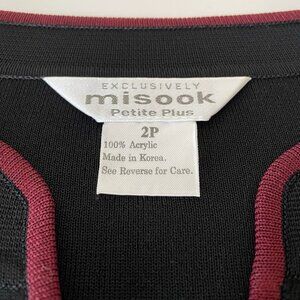 EXCLUSIVELY
misook
Petite Plus
2P
100% Acrylic
Made in Korea.
See Reverse for Care.